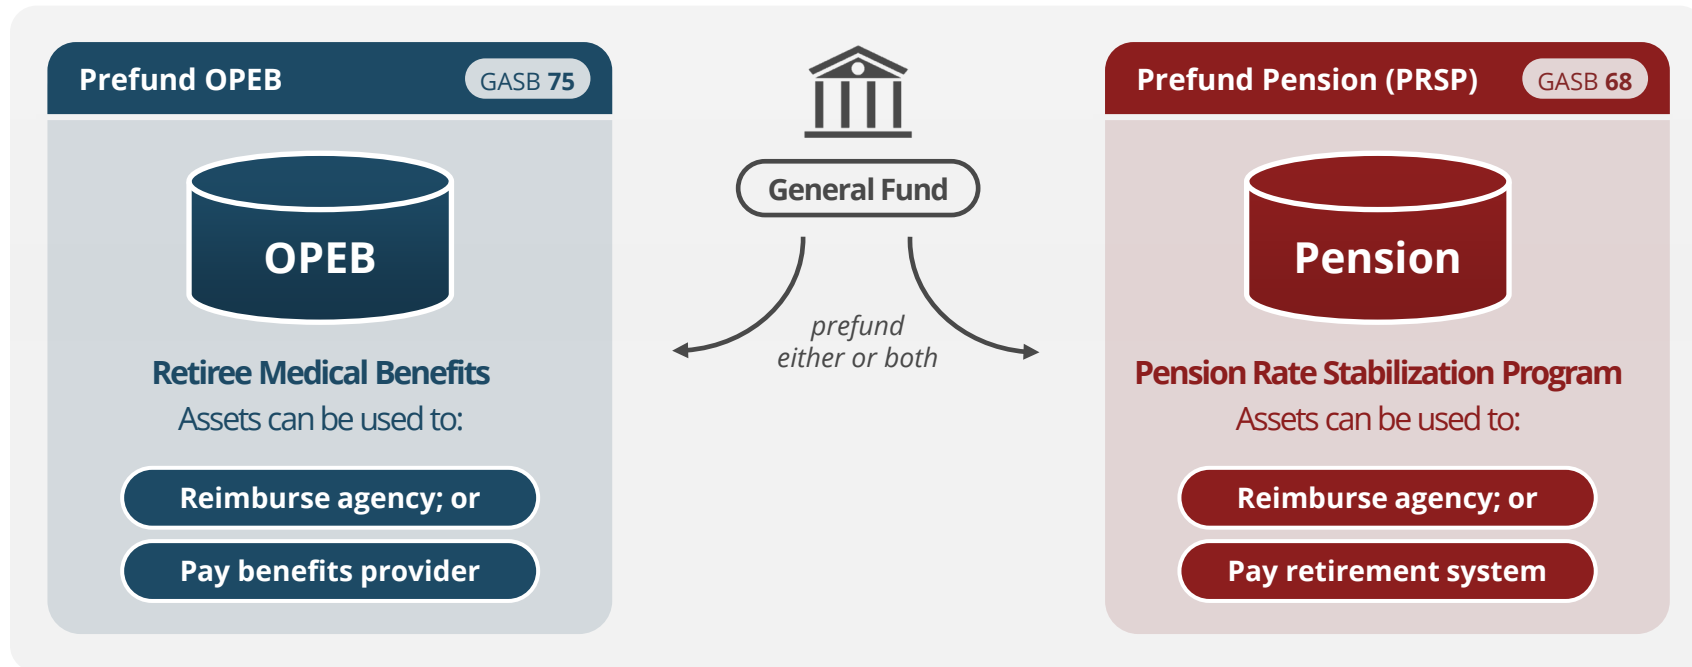 Prefund OPEB
GASB 75
OPEB
Retiree Medical Benefits
Assets can be used to:
Reimburse agency; or
Pay benefits provider
General Fund
prefund
either or both
Prefund Pension (PRSP)
GASB 68
Pension
Pension Rate Stabilization Program
Assets can be used to:
Reimburse agency; or
Pay retirement system